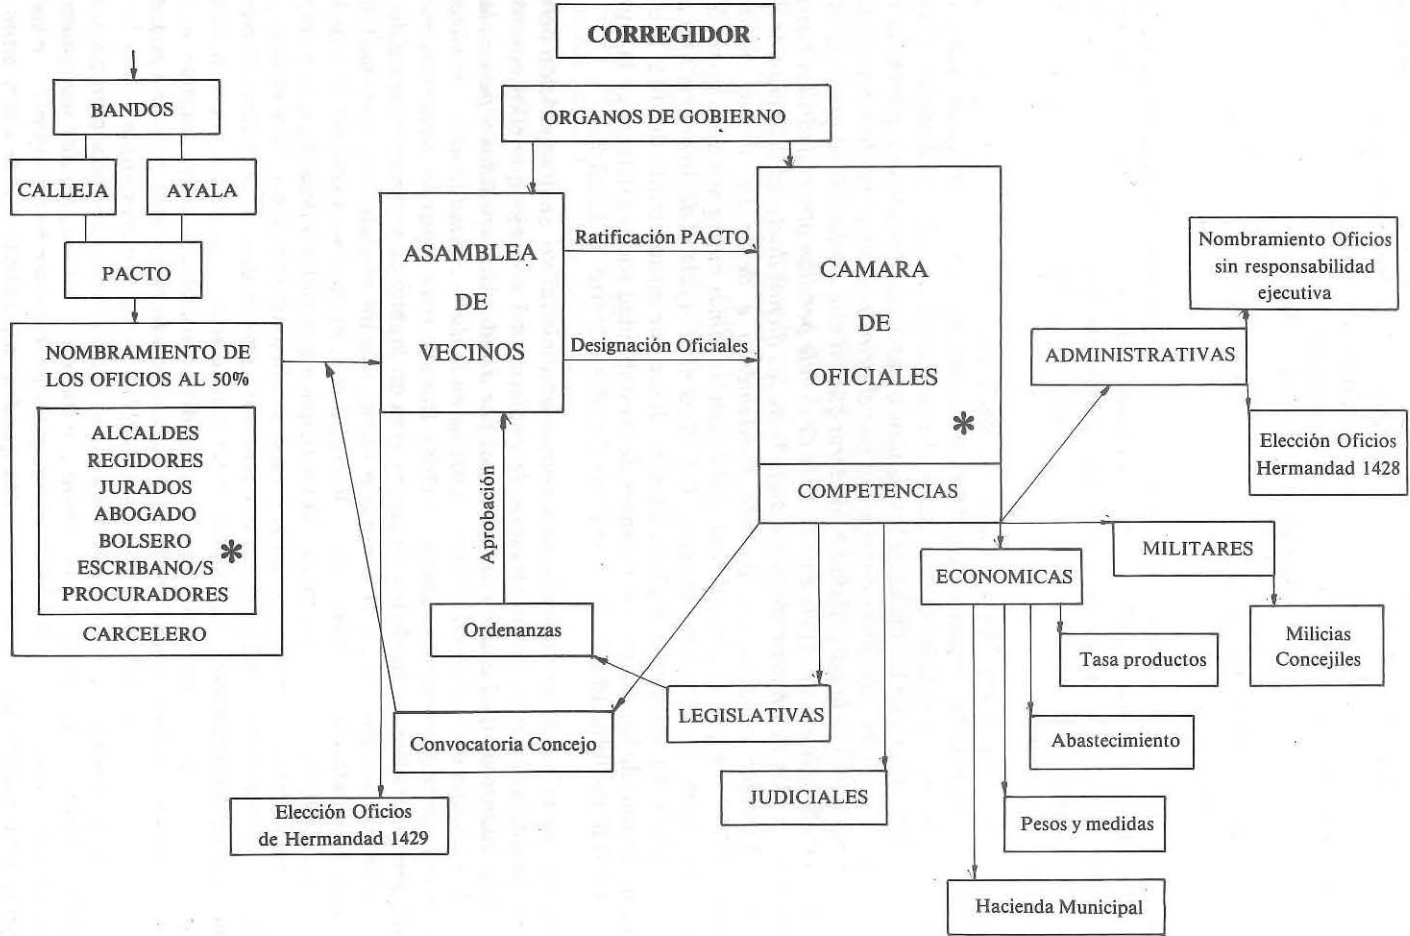 CORREGIDOR
BANDOS
CALLEJA
AYALA
PACTO
NOMBRAMIENTO DE
LOS OFICIOS AL 50%
ALCALDES
REGIDORES
JURADOS
ABOGADO
BOLSERO
ESCRIBANO/S *
PROCURADORES
CARCELERO
ORGANOS DE GOBIERNO
ASAMBLEA
DE
VECINOS
Ratificación PACTO
Designación Oficiales
CAMARA
DE
OFICIALES
*
COMPETENCIAS
Aprobación
Ordenanzas
Convocatoria Concejo
Elección Oficios
de Hermandad 1429
LEGISLATIVAS
JUDICIALES
ECONOMICAS
Tasa productos
Abastecimiento
Pesos y medidas
Hacienda Municipal
ADMINISTRATIVAS
Nombramiento Oficios
sin responsabilidad
ejecutiva
Elección Oficios
Hermandad 1428
MILITARES
Milicias
Concejiles